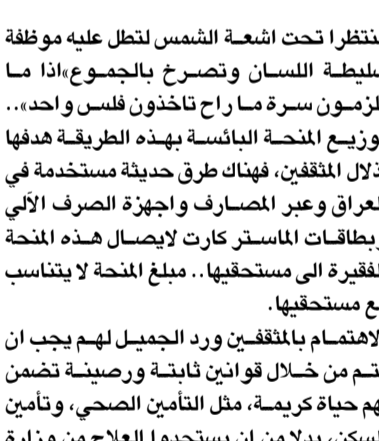 منتظرا تحت اشعة الشمس لتطل عليه موظفة
سليطة اللسان وتصرخ بالجموع»اذا ما
تلزمون سرة ما راح تاخذون فلس واحد»..
توزيع المنحة البائسة بهذه الطريقة هدفها
اذلال المثقفين، فهناك طرق حديثة مستخدمة في
العراق وعبر المصارف واجهزة الصرف الآلي
وبطاقات الماستر كارت لايصال هذه المنحة
الفقيرة الى مستحقيها.. مبلغ المنحة لا يتناسب
مع مستحقيها.
الاهتمام بالمثقفين ورد الجميل لهم يجب ان
يتم من خلال قوانين ثابتة ورصينة تضمن
لهم حياة كريمة، مثل التأمين الصحي، وتأمين
السكن، بدلا من ان يستجدوا العلاج من وزارة